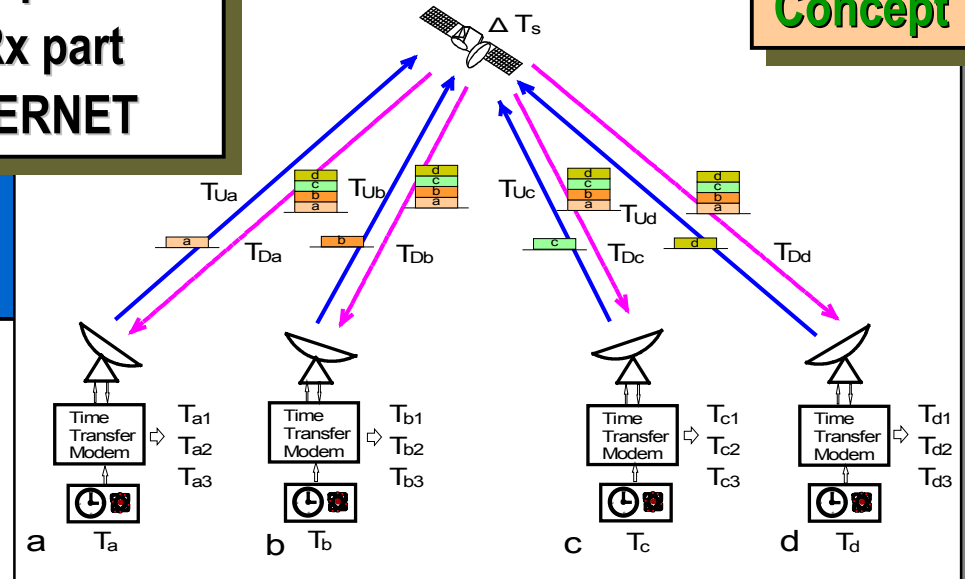 Rx part
ERNET
Concept
Δ Ts
TUa
TUb
TUc
TUd
d
c
b
a
d
c
b
a
d
c
b
a
d
c
b
a
a
b
c
d
TDa
TDb
TDc
TDd
Time
Transfer
Modem
Ta1
Ta2
Ta3
Time
Transfer
Modem
Tb1
Tb2
Tb3
Time
Transfer
Modem
Tc1
Tc2
Tc3
Time
Transfer
Modem
Td1
Td2
Td3
a
Ta
b
Tb
c
Tc
d
Td